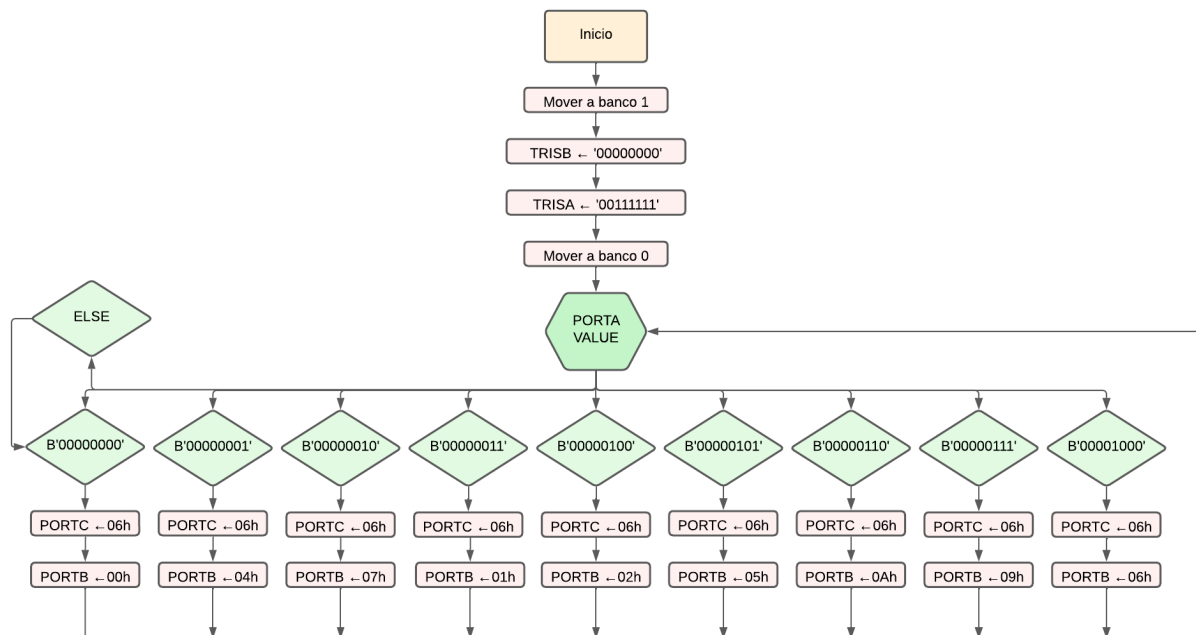 Inicio
Mover a banco 1
TRISB ← '00000000'
TRISA ← '00111111'
Mover a banco 0
PORTA
VALUE
ELSE
B'00000000'
B'00000001'
B'00000010'
B'00000011'
B'00000100'
B'00000101'
B'00000110'
B'00000111'
B'00001000'
PORTC ←06h
PORTC ←06h
PORTC ←06h
PORTC ←06h
PORTC ←06h
PORTC ←06h
PORTC ←06h
PORTC ←06h
PORTC ←06h
PORTB ←00h
PORTB ←04h
PORTB ←07h
PORTB ←01h
PORTB ←02h
PORTB ←05h
PORTB ←0Ah
PORTB ←09h
PORTB ←06h